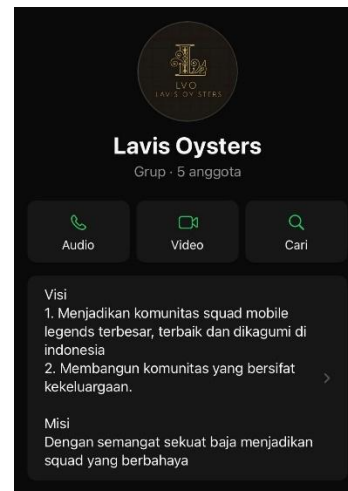 LVO
LAVIS OYSTERS
Lavis Oysters
Grup · 5 anggota
Audio
Video
Cari
Visi
1. Menjadikan komunitas squad mobile
legends terbesar, terbaik dan dikagumi di
indonesia
2. Membangun komunitas yang bersifat
kekeluargaan.
Misi
Dengan semangat sekuat baja menjadikan
squad yang berbahaya